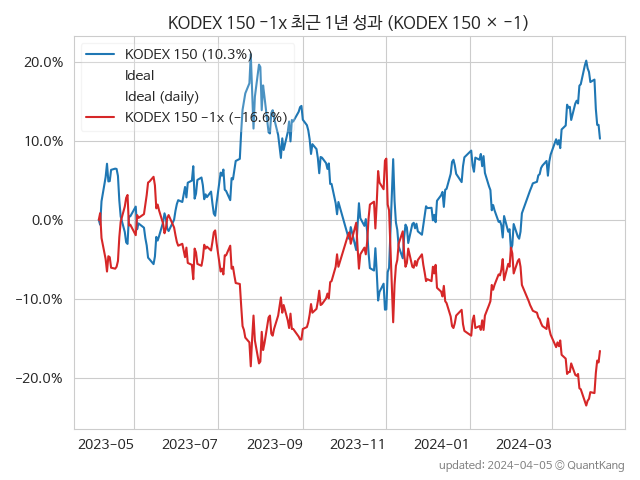 KODEX 150 −1x 최근 1년 성과 (KODEX 150 × −1)
KODEX 150 (10.3%)
Ideal
Ideal (daily)
KODEX 150 −1x (−16.6%)
20.0%
10.0%
0.0%
−10.0%
−20.0%
2023-05 2023-07 2023-09 2023-11 2024-01 2024-03
updated: 2024-04-05 © QuantKang